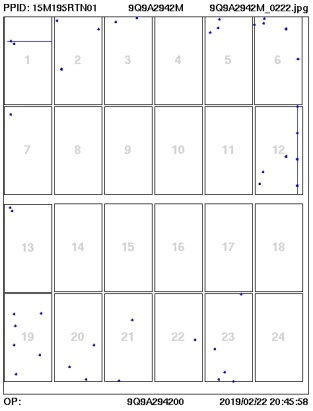 PPID: 15M19SRTN01 9Q9A2942M 9Q9A2942M_0222.jpg
1 2 3 4 5 6
7 8 9 10 11 12
13 14 15 16 17 18
19 20 21 22 23 24
OP: 9Q9A294200 2019/02/22 20:45:58